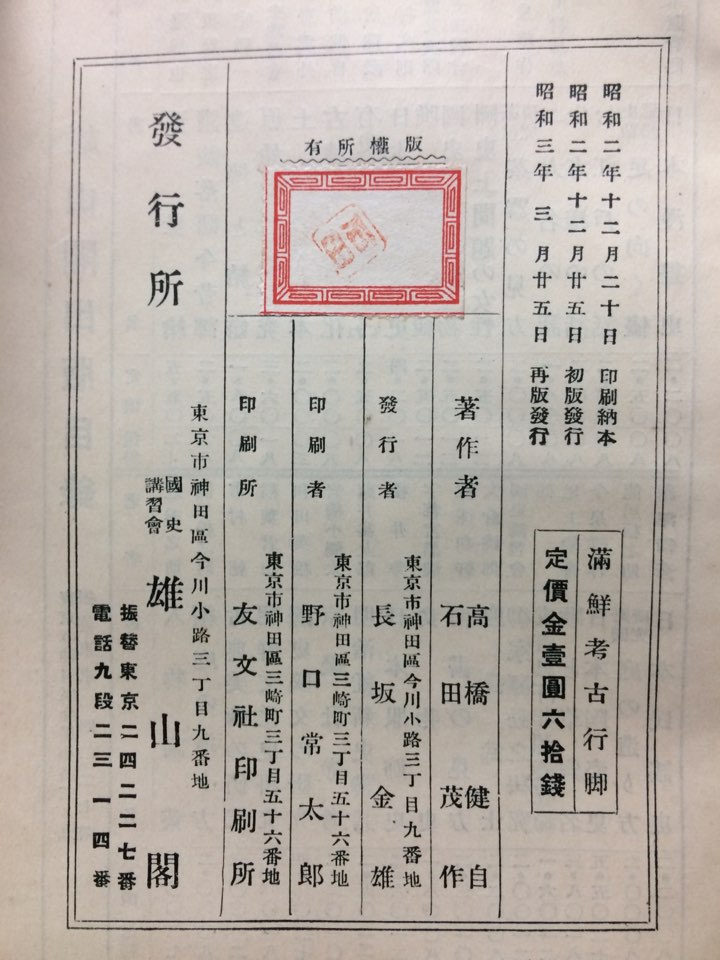 昭和二年十二月二十日 印刷納本
昭和二年十二月廿五日 初版發行
昭和三年三月廿五日 再版發行
滿鮮考古行脚
定價金壹圓六拾錢
版權所有
著作者
高橋健自
石田茂作
東京市神田區今川小路三丁目九番地
發行者 長坂金雄
東京市神田區三崎町三丁目五十六番地
印刷者 野口常太郎
東京市神田區三崎町三丁目五十六番地
印刷所 友文社印刷所
發行所
東京市神田區今川小路三丁目九番地
國史
講習會
雄山閣
振替東京二四二二七番
電話九段二三一四番